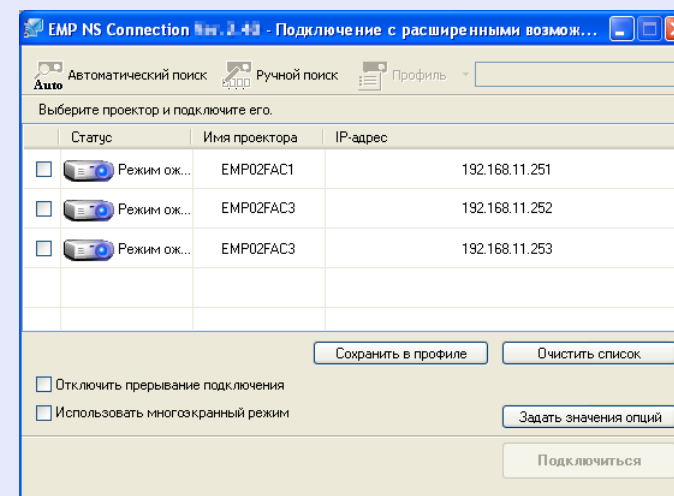 EMP NS Connection - Подключение с расширенными возмож...
Auto Автоматический поиск Ручной поиск Профиль
Выберите проектор и подключите его.
Статус Имя проектора IP-адрес
Режим ож... EMP02FAC1 192.168.11.251
Режим ож... EMP02FAC3 192.168.11.252
Режим ож... EMP02FAC3 192.168.11.253
Сохранить в профиле Очистить список
Отключить прерывание подключения
Использовать многоэкранный режим Задать значения опций
Подключиться